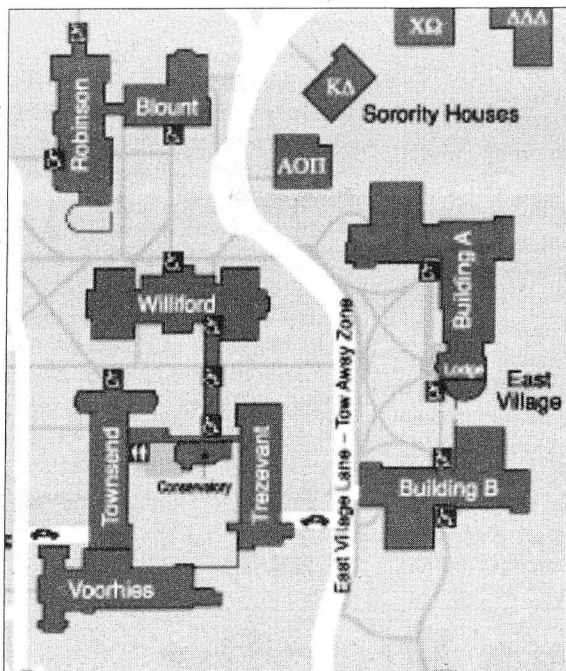 ΧΩ
ΔΔΔ
ΚΔ
Sorority Houses
ΑΟΠ
Robinson
Blount
Williford
Building A
Lodge
East
Village
East Village Lane - Tow Away Zone
Townsend
Conservatory
Trezevant
Building B
Voorhies